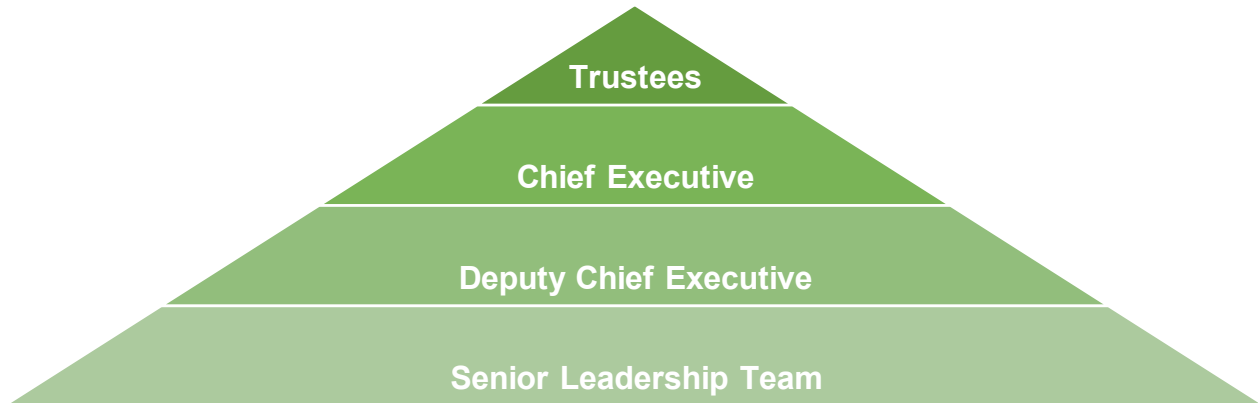 Trustees
Chief Executive
Deputy Chief Executive
Senior Leadership Team